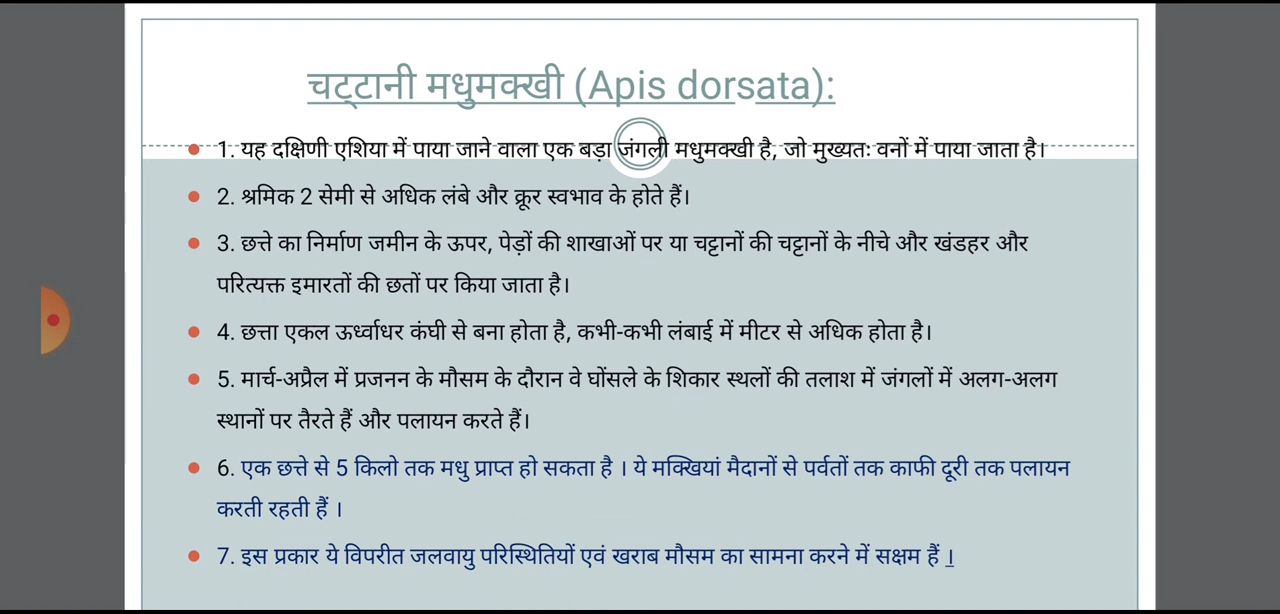 चट्टानी मधुमक्खी (Apis dorsata):
1. यह दक्षिणी एशिया में पाया जाने वाला एक बड़ा जंगली मधुमक्खी है, जो मुख्यतः वनों में पाया जाता है।
2. श्रमिक 2 सेमी से अधिक लंबे और क्रूर स्वभाव के होते हैं।
3. छत्ते का निर्माण जमीन के ऊपर, पेड़ों की शाखाओं पर या चट्टानों की चट्टानों के नीचे और खंडहर और
परित्यक्त इमारतों की छतों पर किया जाता है।
4. छत्ता एकल ऊर्ध्वाधर कंघी से बना होता है, कभी-कभी लंबाई में मीटर से अधिक होता है।
5. मार्च-अप्रैल में प्रजनन के मौसम के दौरान वे घोंसले के शिकार स्थलों की तलाश में जंगलों में अलग-अलग
स्थानों पर तैरते हैं और पलायन करते हैं।
6. एक छत्ते से 5 किलो तक मधु प्राप्त हो सकता है । ये मक्खियां मैदानों से पर्वतों तक काफी दूरी तक पलायन
करती रहती हैं ।
7. इस प्रकार ये विपरीत जलवायु परिस्थितियों एवं खराब मौसम का सामना करने में सक्षम हैं ।